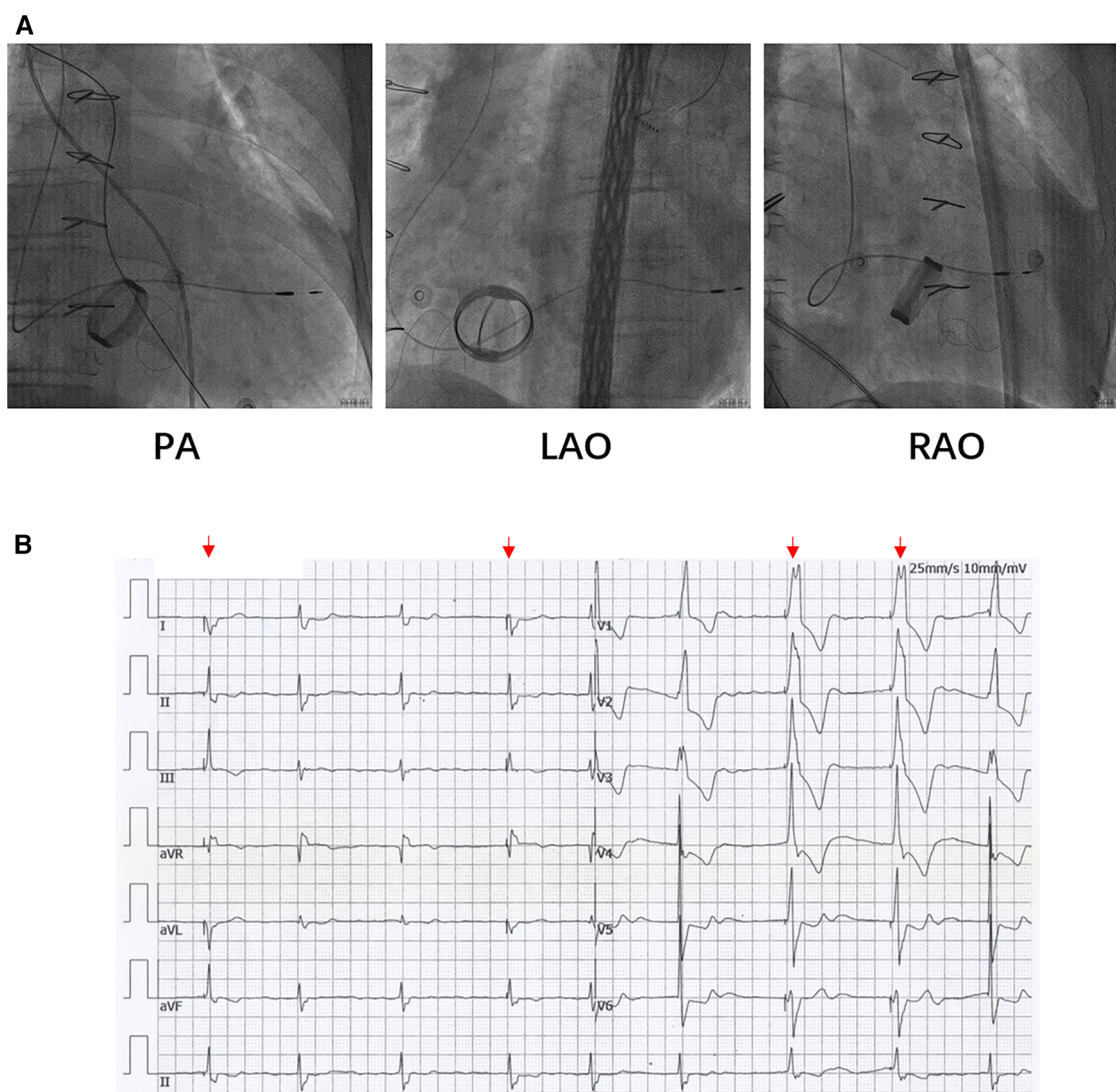 A
PA LAO RAO
B
25mm/s 10mm/mV
I V1
II V2
III V3
aVR V4
aVL V5
aVF V6
II